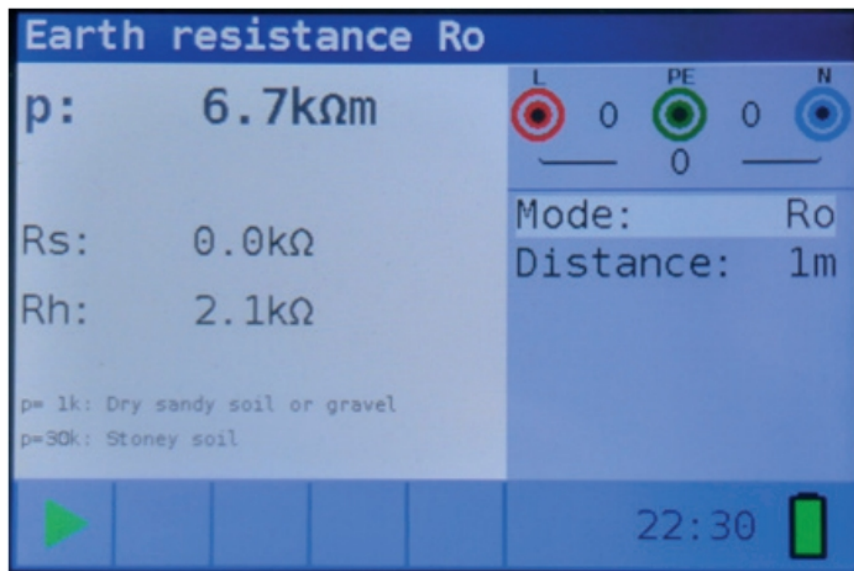 Earth resistance Ro
p: 6.7kΩm
Rs: 0.0kΩ
Rh: 2.1kΩ
p= 1k: Dry sandy soil or gravel
p=30k: Stoney soil
L PE N
0 0
0
Mode: Ro
Distance: 1m
22:30